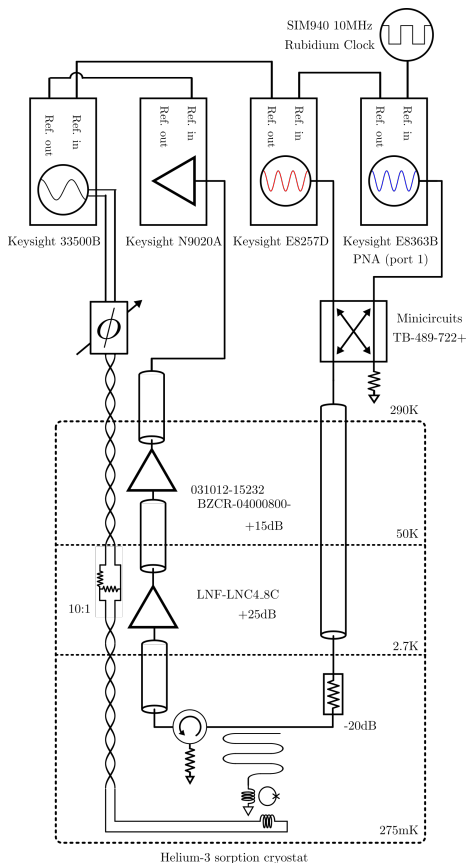 SIM940 10MHz
Rubidium Clock
Ref. out
Ref. in
Ref. out
Ref. in
Ref. out
Ref. in
Ref. out
Ref. in
Keysight 33500B
Keysight N9020A
Keysight E8257D
Keysight E8363B
PNA (port 1)
Ø
Minicircuits
TB-489-722+
290K
031012-15232
BZCR-04000800-
+15dB
50K
10:1
LNF-LNC4_8C
+25dB
2.7K
-20dB
275mK
Helium-3 sorption cryostat